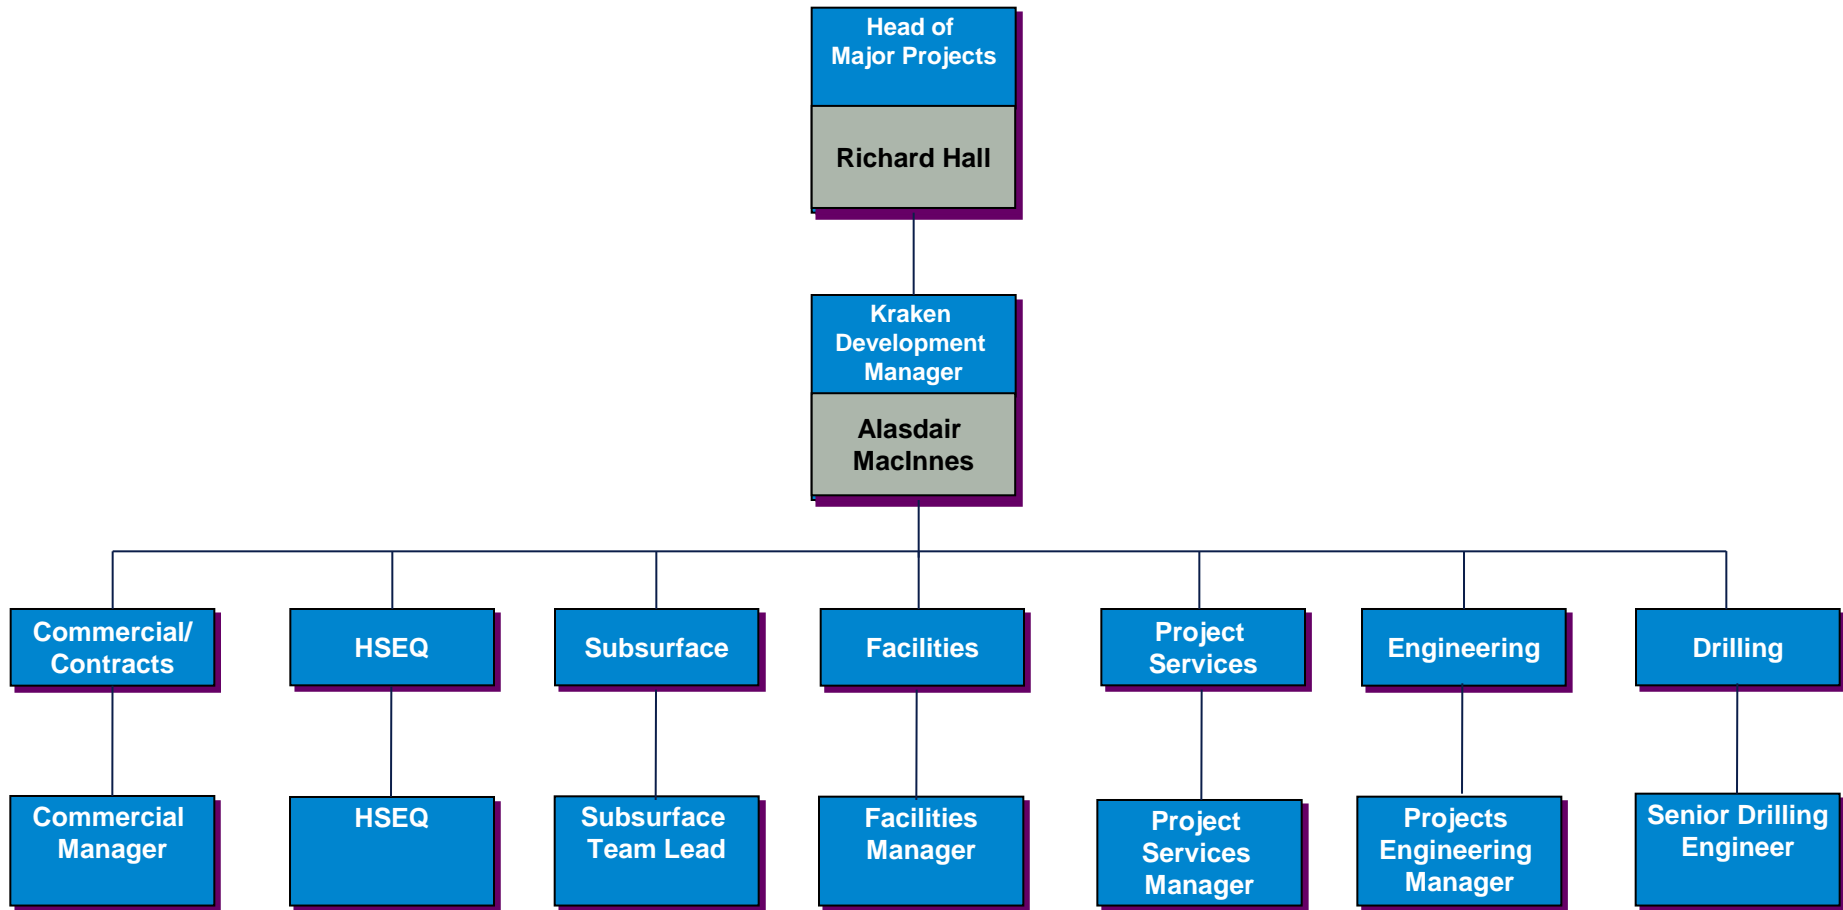 Head of
Major Projects
Richard Hall
Kraken
Development
Manager
Alasdair
MacInnes
Commercial/
Contracts
HSEQ
Subsurface
Facilities
Project
Services
Engineering
Drilling
Commercial
Manager
HSEQ
Subsurface
Team Lead
Facilities
Manager
Project
Services
Manager
Projects
Engineering
Manager
Senior Drilling
Engineer